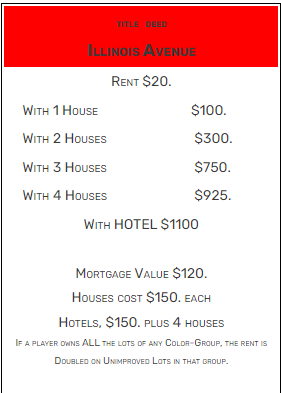 TITLE DEED
ILLINOIS AVENUE
RENT $20.
WITH 1 HOUSE $100.
WITH 2 HOUSES $300.
WITH 3 HOUSES $750.
WITH 4 HOUSES $925.
WITH HOTEL $1100
MORTGAGE VALUE $120.
HOUSES COST $150. EACH
HOTELS, $150. PLUS 4 HOUSES
IF A PLAYER OWNS ALL THE LOTS OF ANY COLOR-GROUP, THE RENT IS
DOUBLED ON UNIMPROVED LOTS IN THAT GROUP.